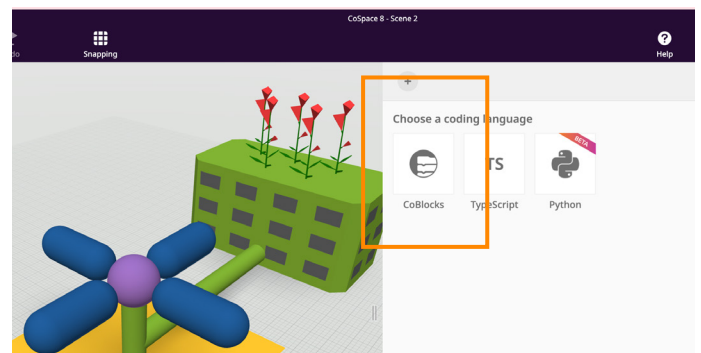 CoSpace 8 - Scene 2
Snapping
Help
+
Choose a coding language
BETA
TS
CoBlocks TypeScript Python